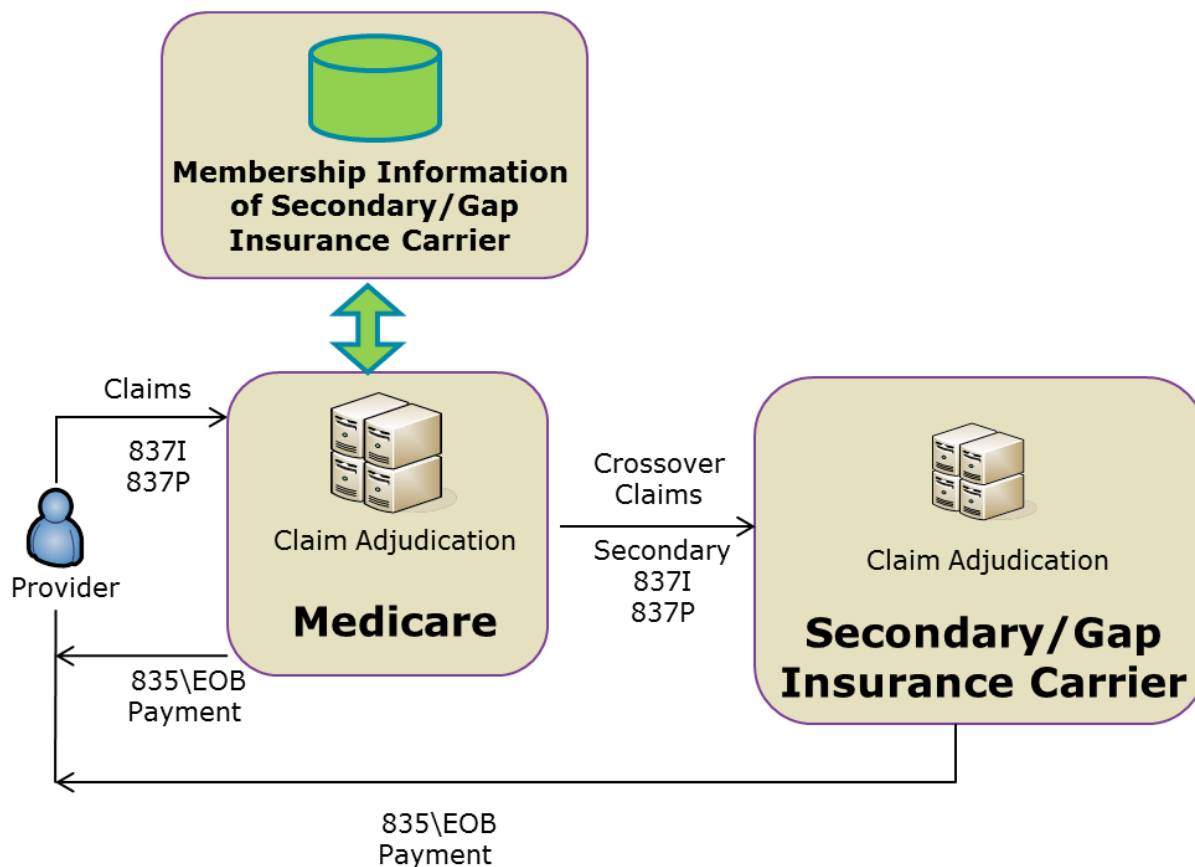 Membership Information
of Secondary/Gap
Insurance Carrier
Claims
837I
837P
Provider
Claim Adjudication
Medicare
Crossover
Claims
Secondary
837I
837P
Claim Adjudication
Secondary/Gap
Insurance Carrier
835\EOB
Payment
835\EOB
Payment